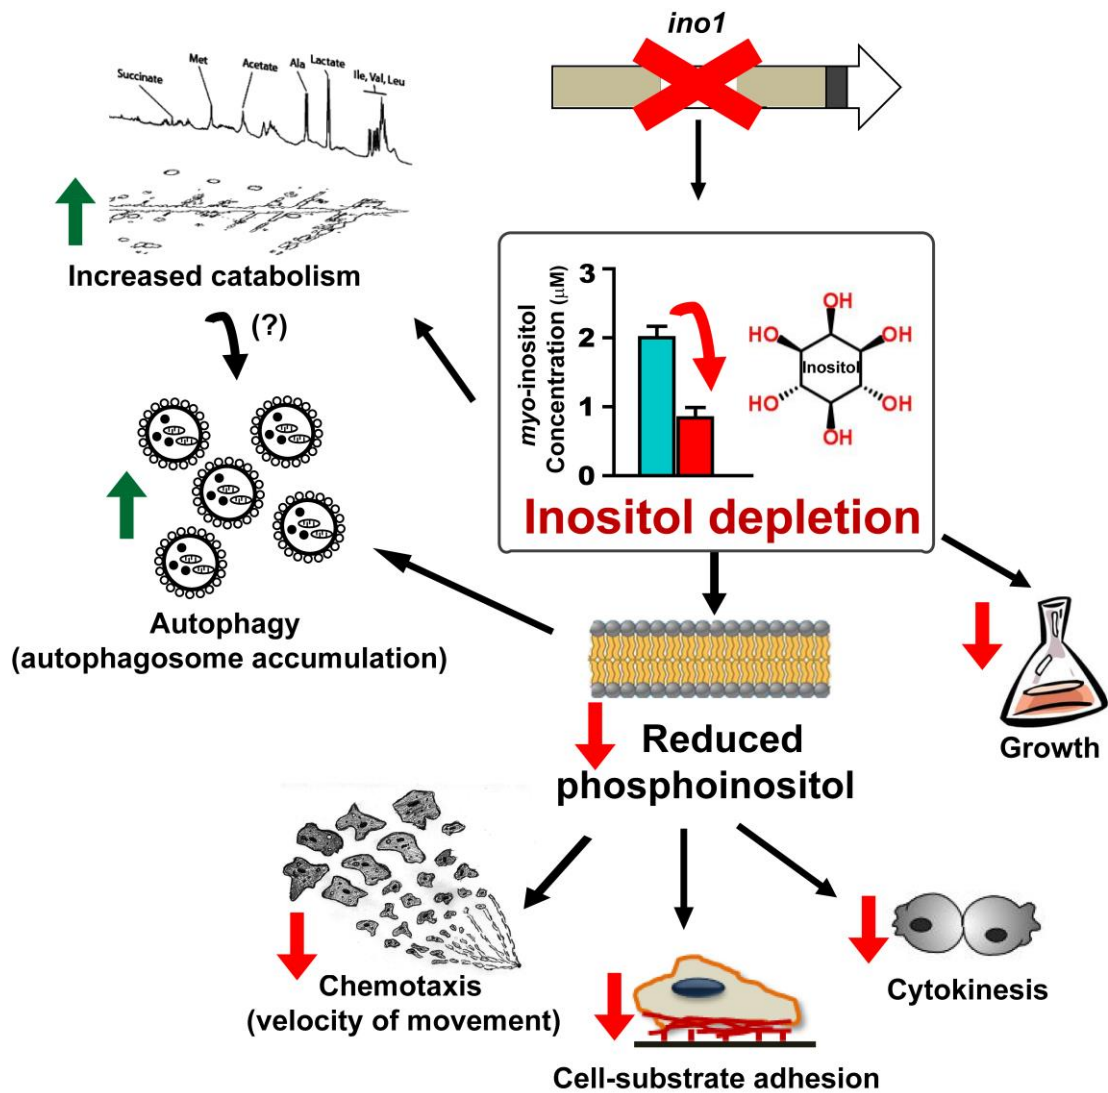 ino1
Succinate
Met
Acetate
Ala
Lactate
Ile, Val, Leu
Increased catabolism
(?)
myo-inositol
Concentration (μM)
3
2
1
0
OH
HO
OH
Inositol
HO
OH
OH
Inositol depletion
Autophagy
(autophagosome accumulation)
Growth
Reduced
phosphoinositol
Chemotaxis
(velocity of movement)
Cytokinesis
Cell-substrate adhesion